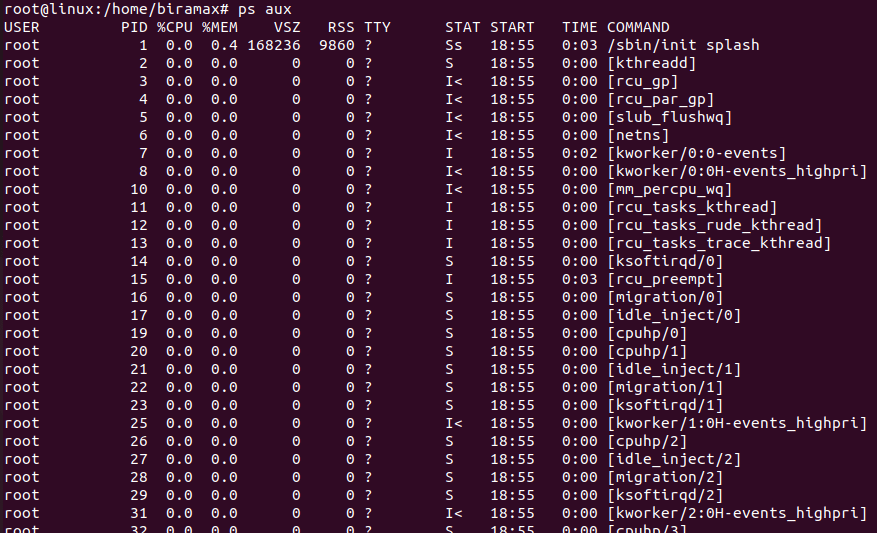 root@linux:/home/biramax# ps aux
USER         PID %CPU %MEM    VSZ   RSS TTY      STAT START   TIME COMMAND
root           1  0.0  0.4 168236  9860 ?        Ss   18:55   0:03 /sbin/init splash
root           2  0.0  0.0      0     0 ?        S    18:55   0:00 [kthreadd]
root           3  0.0  0.0      0     0 ?        I<   18:55   0:00 [rcu_gp]
root           4  0.0  0.0      0     0 ?        I<   18:55   0:00 [rcu_par_gp]
root           5  0.0  0.0      0     0 ?        I<   18:55   0:00 [slub_flushwq]
root           6  0.0  0.0      0     0 ?        I<   18:55   0:00 [netns]
root           7  0.0  0.0      0     0 ?        I    18:55   0:02 [kworker/0:0-events]
root           8  0.0  0.0      0     0 ?        I<   18:55   0:00 [kworker/0:0H-events_highpri]
root          10  0.0  0.0      0     0 ?        I<   18:55   0:00 [mm_percpu_wq]
root          11  0.0  0.0      0     0 ?        I    18:55   0:00 [rcu_tasks_kthread]
root          12  0.0  0.0      0     0 ?        I    18:55   0:00 [rcu_tasks_rude_kthread]
root          13  0.0  0.0      0     0 ?        I    18:55   0:00 [rcu_tasks_trace_kthread]
root          14  0.0  0.0      0     0 ?        S    18:55   0:00 [ksoftirqd/0]
root          15  0.0  0.0      0     0 ?        I    18:55   0:03 [rcu_preempt]
root          16  0.0  0.0      0     0 ?        S    18:55   0:00 [migration/0]
root          17  0.0  0.0      0     0 ?        S    18:55   0:00 [idle_inject/0]
root          19  0.0  0.0      0     0 ?        S    18:55   0:00 [cpuhp/0]
root          20  0.0  0.0      0     0 ?        S    18:55   0:00 [cpuhp/1]
root          21  0.0  0.0      0     0 ?        S    18:55   0:00 [idle_inject/1]
root          22  0.0  0.0      0     0 ?        S    18:55   0:00 [migration/1]
root          23  0.0  0.0      0     0 ?        S    18:55   0:00 [ksoftirqd/1]
root          25  0.0  0.0      0     0 ?        I<   18:55   0:00 [kworker/1:0H-events_highpri]
root          26  0.0  0.0      0     0 ?        S    18:55   0:00 [cpuhp/2]
root          27  0.0  0.0      0     0 ?        S    18:55   0:00 [idle_inject/2]
root          28  0.0  0.0      0     0 ?        S    18:55   0:00 [migration/2]
root          29  0.0  0.0      0     0 ?        S    18:55   0:00 [ksoftirqd/2]
root          31  0.0  0.0      0     0 ?        I<   18:55   0:00 [kworker/2:0H-events_highpri]
root          32  0.0  0.0      0     0 ?        S    18:55   0:00 [cpuhp/3]